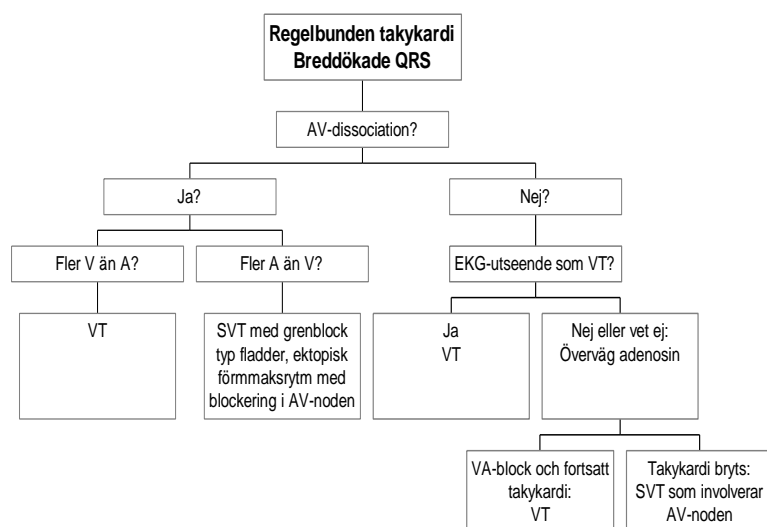 Regelbunden takykardi
Breddökade QRS
AV-dissociation?
Ja?
Nej?
Fler V än A?
Fler A än V?
EKG-utseende som VT?
VT
SVT med grenblock
typ fladder, ektopisk
förmmaksrytm med
blockering i AV-noden
Ja
VT
Nej eller vet ej:
Överväg adenosin
VA-block och fortsatt
takykardi:
VT
Takykardi bryts:
SVT som involverar
AV-noden